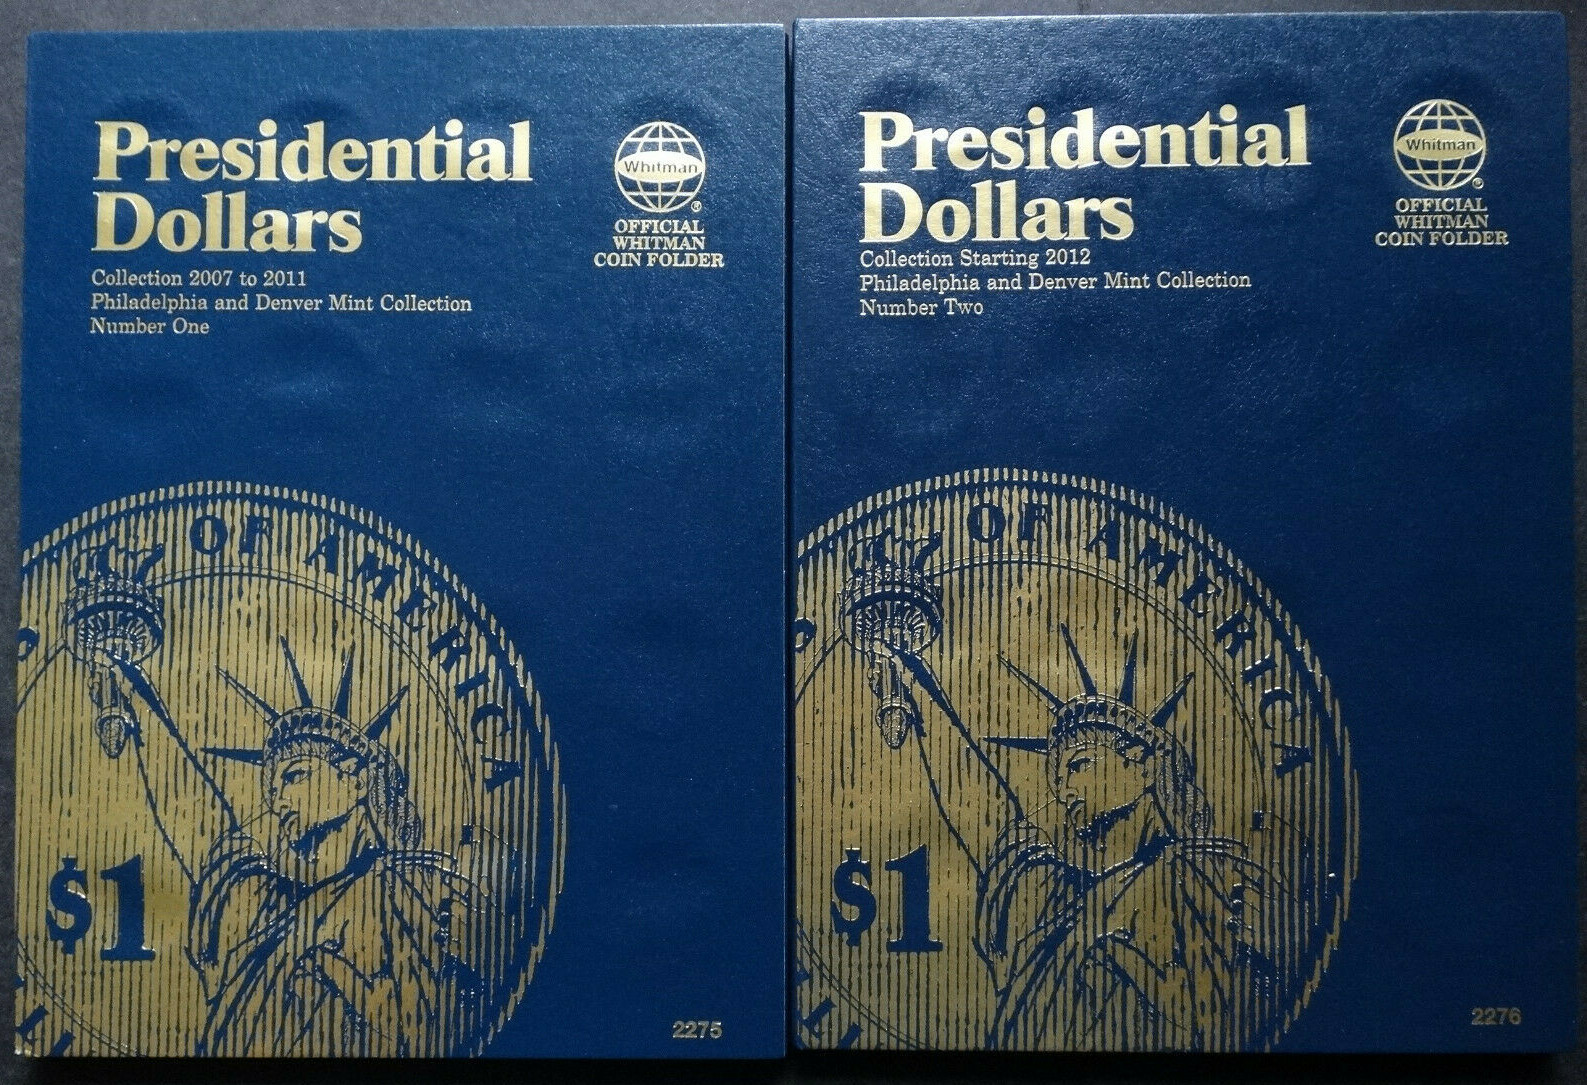 Presidential
Dollars
Collection 2007 to 2011
Philadelphia and Denver Mint Collection
Number One
Whitman
®
OFFICIAL
WHITMAN
COIN FOLDER
OF AMERICA
$1
2275
Presidential
Dollars
Collection Starting 2012
Philadelphia and Denver Mint Collection
Number Two
Whitman
®
OFFICIAL
WHITMAN
COIN FOLDER
OF AMERICA
$1
2276